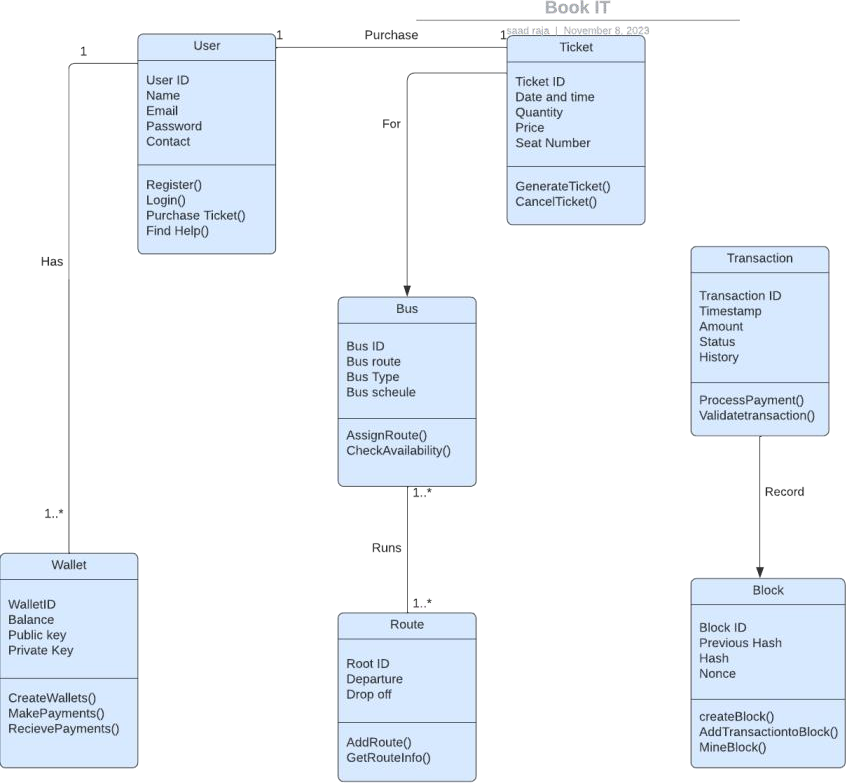 Book IT
saad raja | November 8, 2023
1
Purchase
1
1
User
User ID
Name
Email
Password
Contact
Register()
Login()
Purchase Ticket()
Find Help()
Ticket
Ticket ID
Date and time
Quantity
Price
Seat Number
GenerateTicket()
CancelTicket()
For
Has
Transaction
Transaction ID
Timestamp
Amount
Status
History
ProcessPayment()
Validatetransaction()
Bus
Bus ID
Bus route
Bus Type
Bus scheule
AssignRoute()
CheckAvailability()
1..*
Record
1..*
Runs
1..*
Wallet
WalletID
Balance
Public key
Private Key
CreateWallets()
MakePayments()
RecievePayments()
Route
Root ID
Departure
Drop off
AddRoute()
GetRouteInfo()
Block
Block ID
Previous Hash
Hash
Nonce
createBlock()
AddTransactiontoBlock()
MineBlock()